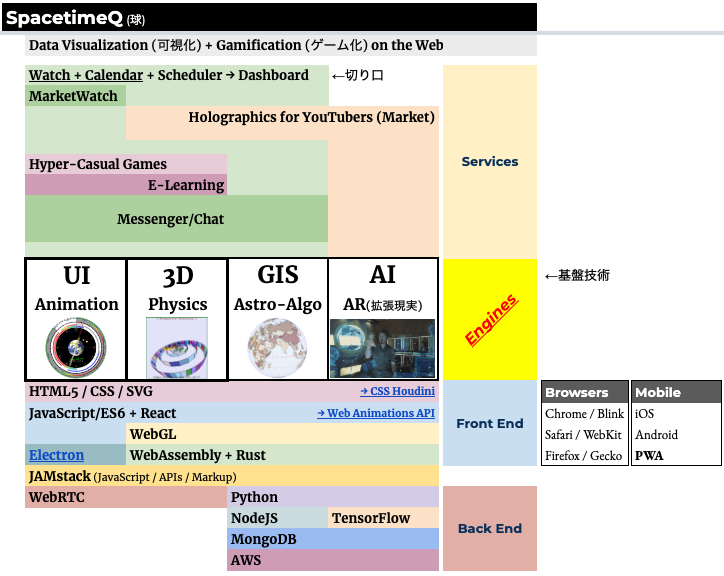 SpacetimeQ (球)
Data Visualization (可視化) + Gamification (ゲーム化) on the Web
Watch + Calendar + Scheduler → Dashboard
←切り口
MarketWatch
Holographics for YouTubers (Market)
Services
Hyper-Casual Games
E-Learning
Messenger/Chat
UI
Animation
3D
Physics
GIS
Astro-Algo
AI
AR(拡張現実)
Engines
←基盤技術
HTML5 / CSS / SVG
→ CSS Houdini
JavaScript/ES6 + React
→ Web Animations API
WebGL
Electron
WebAssembly + Rust
Front End
Browsers
Chrome / Blink
Safari / WebKit
Firefox / Gecko
Mobile
iOS
Android
PWA
JAMstack (JavaScript / APIs / Markup)
WebRTC
Python
NodeJS
TensorFlow
MongoDB
AWS
Back End